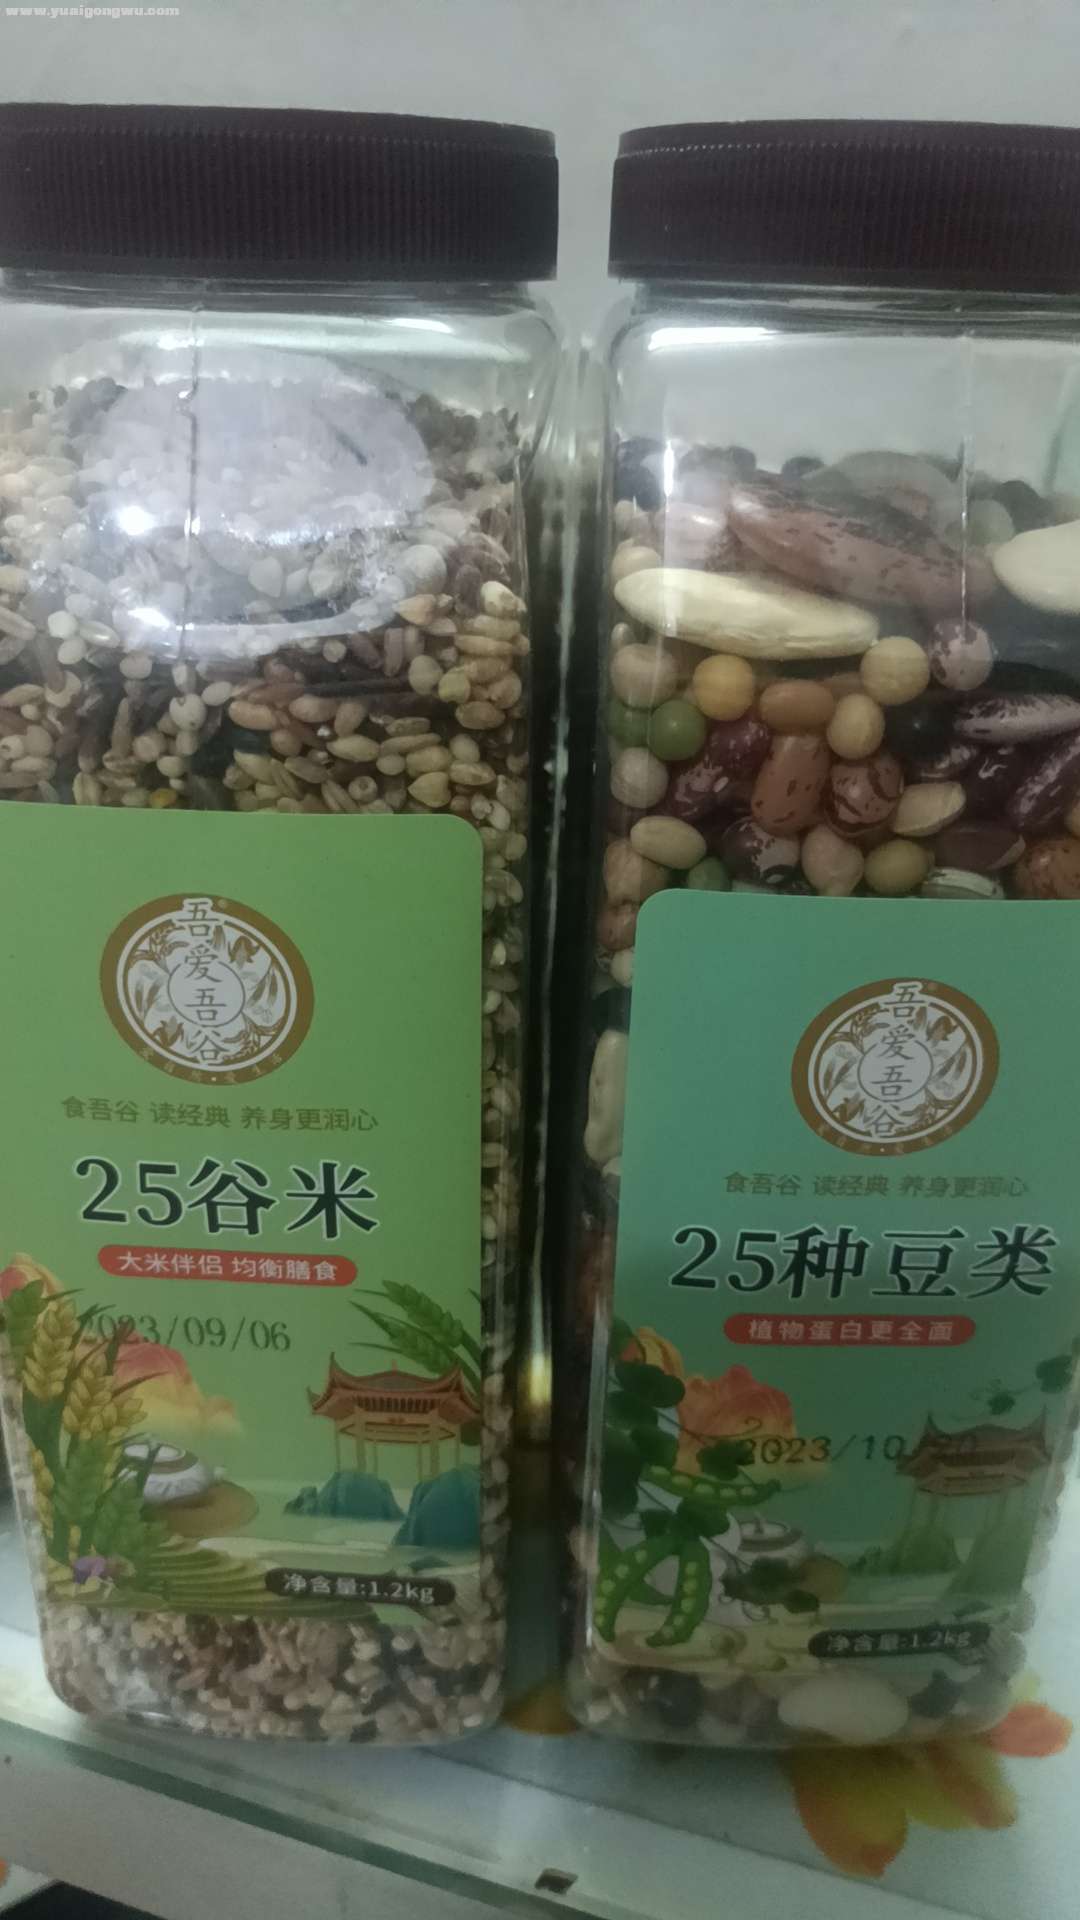 www.yuaigongwu.com
吾爱吾谷
食吾谷 读经典 养身更润心
25谷米
大米伴侣 均衡膳食
2023/09/06
净含量:1.2kg
吾爱吾谷
食吾谷 读经典 养身更润心
25种豆类
植物蛋白更全面
2023/10/20
净含量:1.2kg